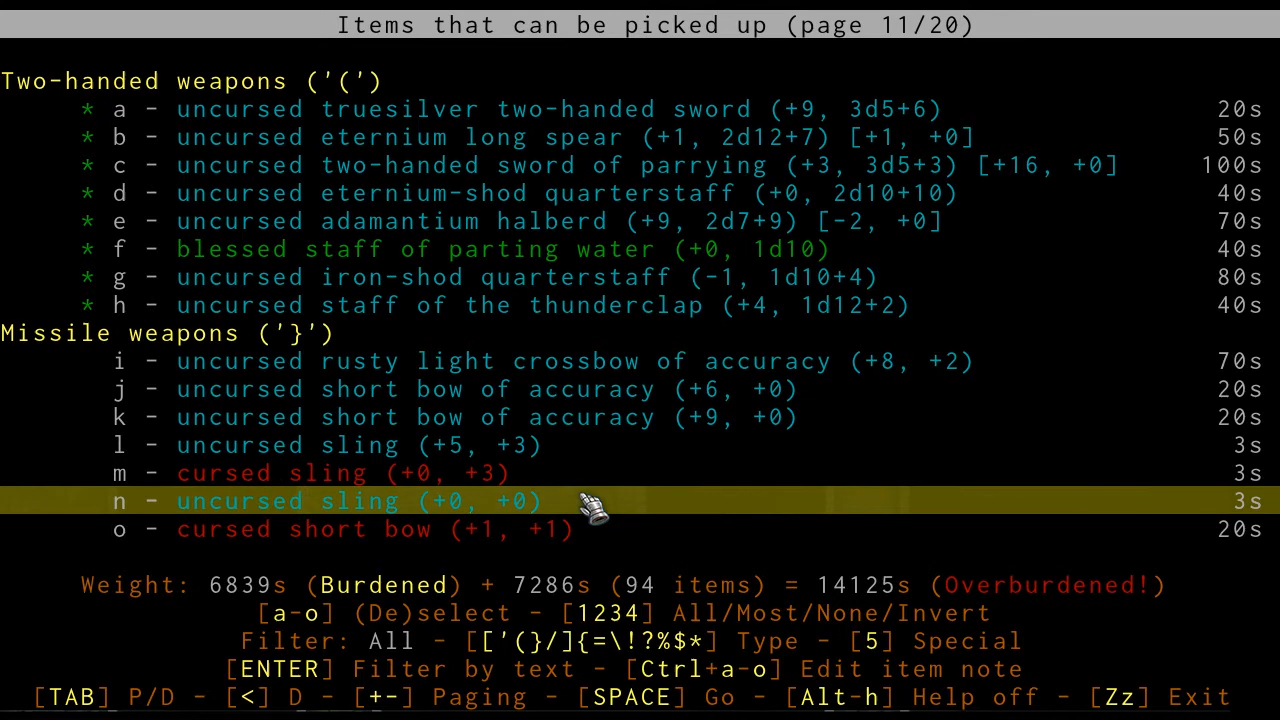 Items that can be picked up (page 11/20)
Two-handed weapons ('(')
* a - uncursed truesilver two-handed sword (+9, 3d5+6) 20s
* b - uncursed eternium long spear (+1, 2d12+7) [+1, +0] 50s
* c - uncursed two-handed sword of parrying (+3, 3d5+3) [+16, +0] 100s
* d - uncursed eternium-shod quarterstaff (+0, 2d10+10) 40s
* e - uncursed adamantium halberd (+9, 2d7+9) [-2, +0] 70s
* f - blessed staff of parting water (+0, 1d10) 40s
* g - uncursed iron-shod quarterstaff (-1, 1d10+4) 80s
* h - uncursed staff of the thunderclap (+4, 1d12+2) 40s
Missile weapons ('}')
i - uncursed rusty light crossbow of accuracy (+8, +2) 70s
j - uncursed short bow of accuracy (+6, +0) 20s
k - uncursed short bow of accuracy (+9, +0) 20s
l - uncursed sling (+5, +3) 3s
m - cursed sling (+0, +3) 3s
n - uncursed sling (+0, +0) 3s
o - cursed short bow (+1, +1) 20s
Weight: 6839s (Burdened) + 7286s (94 items) = 14125s (Overburdened!)
[a-o] (De)select - [1234] All/Most/None/Invert
Filter: All - [['(}/]{=\!?%$*] Type - [5] Special
[ENTER] Filter by text - [Ctrl+a-o] Edit item note
[TAB] P/D - [<] D - [+-] Paging - [SPACE] Go - [Alt-h] Help off - [Zz] Exit